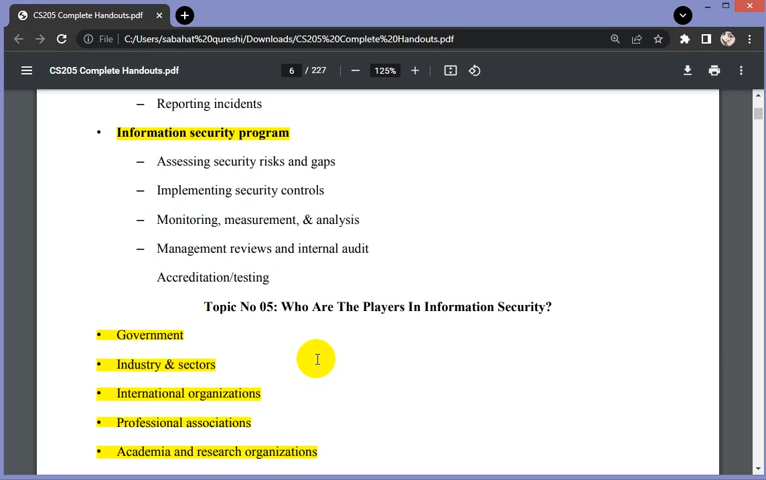 CS205 Complete Handouts.pdf
File C:/Users/sabahat%20qureshi/Downloads/CS205%20Complete%20Handouts.pdf
CS205 Complete Handouts.pdf 6 / 227 — 125% +
– Reporting incidents
• Information security program
– Assessing security risks and gaps
– Implementing security controls
– Monitoring, measurement, & analysis
– Management reviews and internal audit
Accreditation/testing
Topic No 05: Who Are The Players In Information Security?
• Government
• Industry & sectors
• International organizations
• Professional associations
• Academia and research organizations